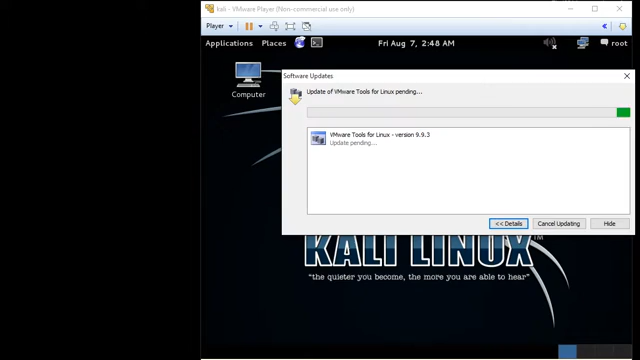 kali - VMware Player (Non-commercial use only)
Player
Applications Places Fri Aug 7, 2:48 AM root
Computer
Software Updates
Update of VMware Tools for Linux pending...
VMware Tools for Linux - version 9.9.3
Update pending...
<< Details Cancel Updating Hide
KALI LINUX TM
"the quieter you become, the more you are able to hear"